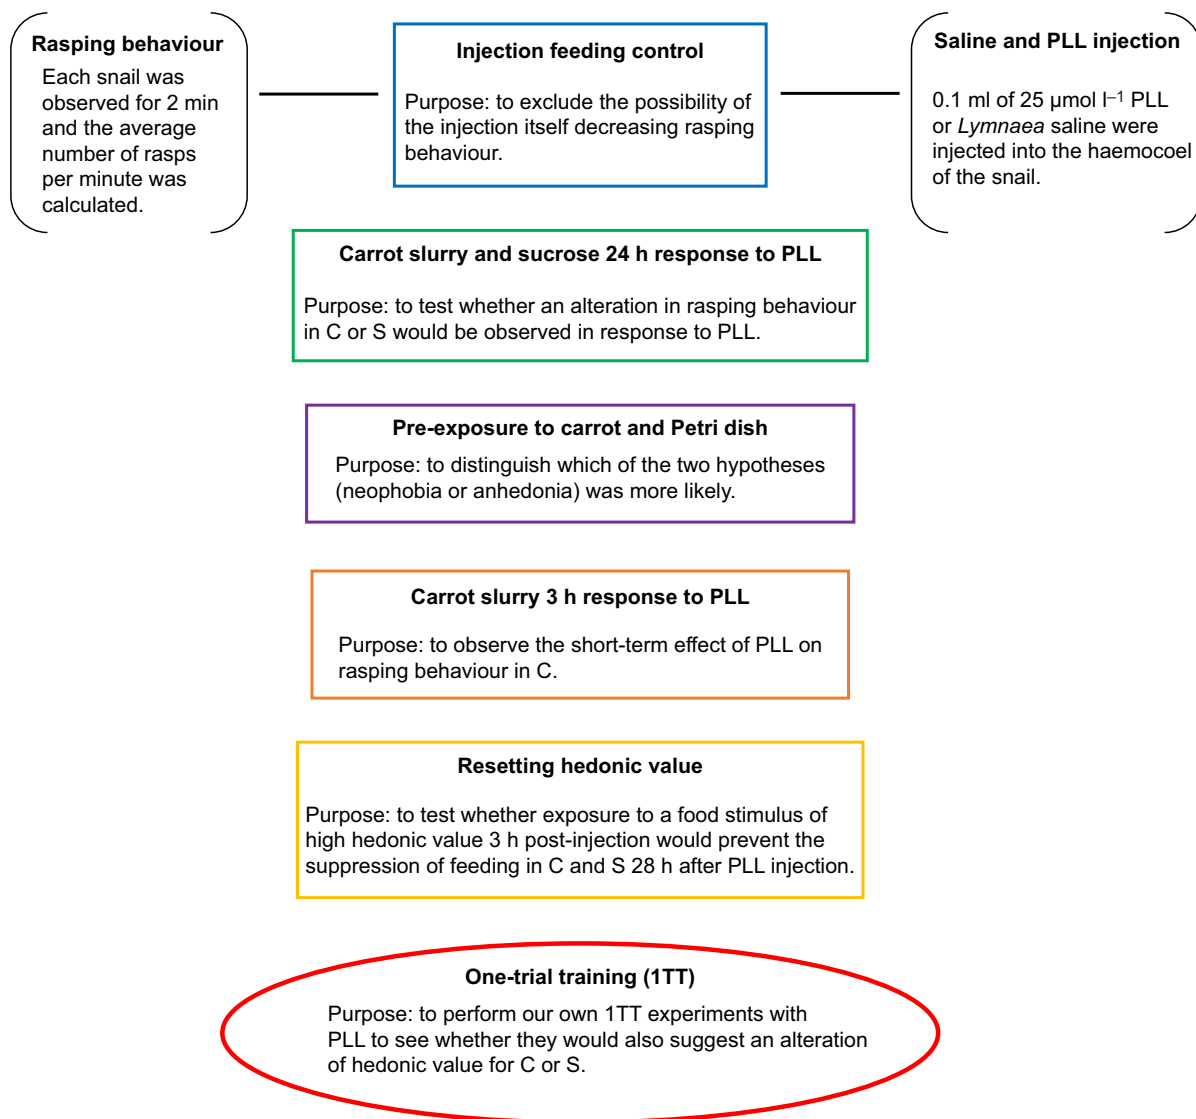 Rasping behaviour
Each snail was
observed for 2 min
and the average
number of rasps
per minute was
calculated.
Injection feeding control
Purpose: to exclude the possibility of
the injection itself decreasing rasping
behaviour.
Saline and PLL injection
0.1 ml of 25 µmol l⁻¹ PLL
or Lymnaea saline were
injected into the haemocoel
of the snail.
Carrot slurry and sucrose 24 h response to PLL
Purpose: to test whether an alteration in rasping behaviour
in C or S would be observed in response to PLL.
Pre-exposure to carrot and Petri dish
Purpose: to distinguish which of the two hypotheses
(neophobia or anhedonia) was more likely.
Carrot slurry 3 h response to PLL
Purpose: to observe the short-term effect of PLL on
rasping behaviour in C.
Resetting hedonic value
Purpose: to test whether exposure to a food stimulus of
high hedonic value 3 h post-injection would prevent the
suppression of feeding in C and S 28 h after PLL injection.
One-trial training (1TT)
Purpose: to perform our own 1TT experiments with
PLL to see whether they would also suggest an alteration
of hedonic value for C or S.